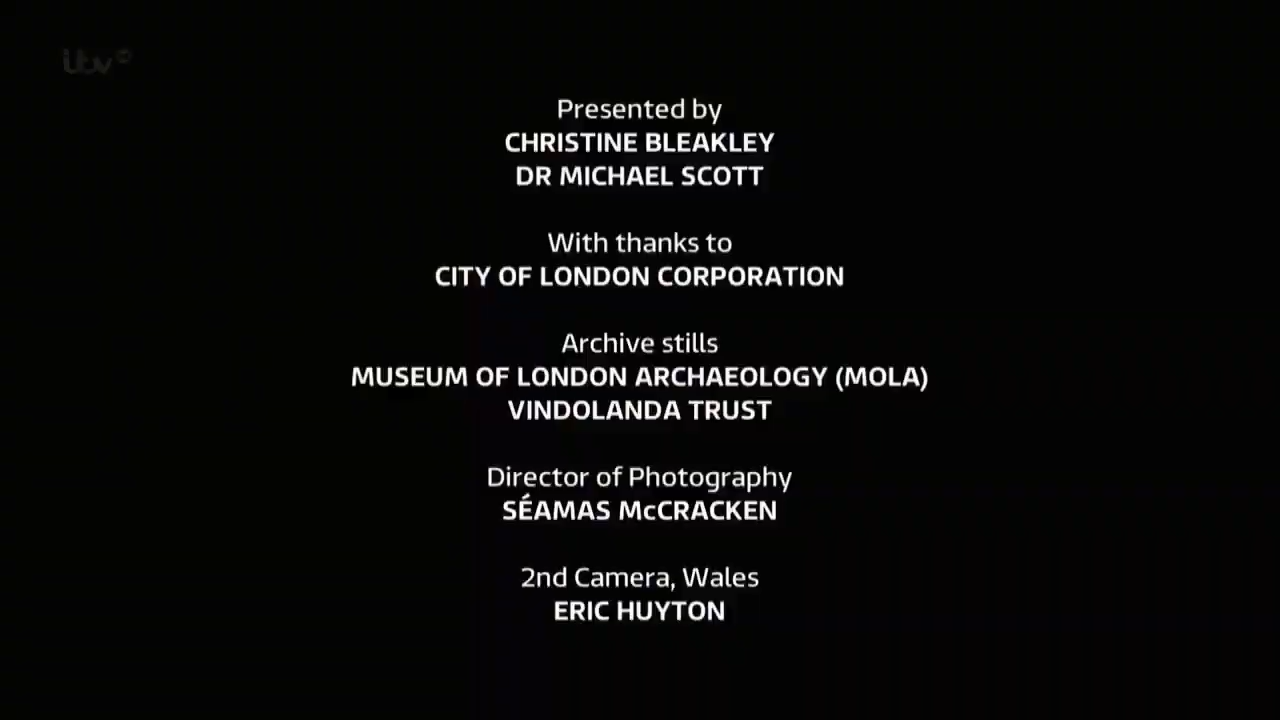 itv
Presented by
CHRISTINE BLEAKLEY
DR MICHAEL SCOTT
With thanks to
CITY OF LONDON CORPORATION
Archive stills
MUSEUM OF LONDON ARCHAEOLOGY (MOLA)
VINDOLANDA TRUST
Director of Photography
SÉAMAS McCRACKEN
2nd Camera, Wales
ERIC HUYTON